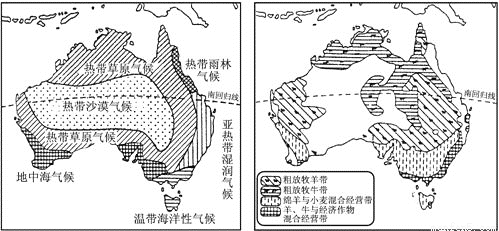 热带草原气候
热带雨林
气候
南回归线
热带沙漠气候
热带草原气候
亚热带湿润气候
地中海气候
温带海洋性气候
南回归线
粗放牧羊带
粗放牧牛带
绵羊与小麦混合经营带
羊、牛与经济作物
混合经营带